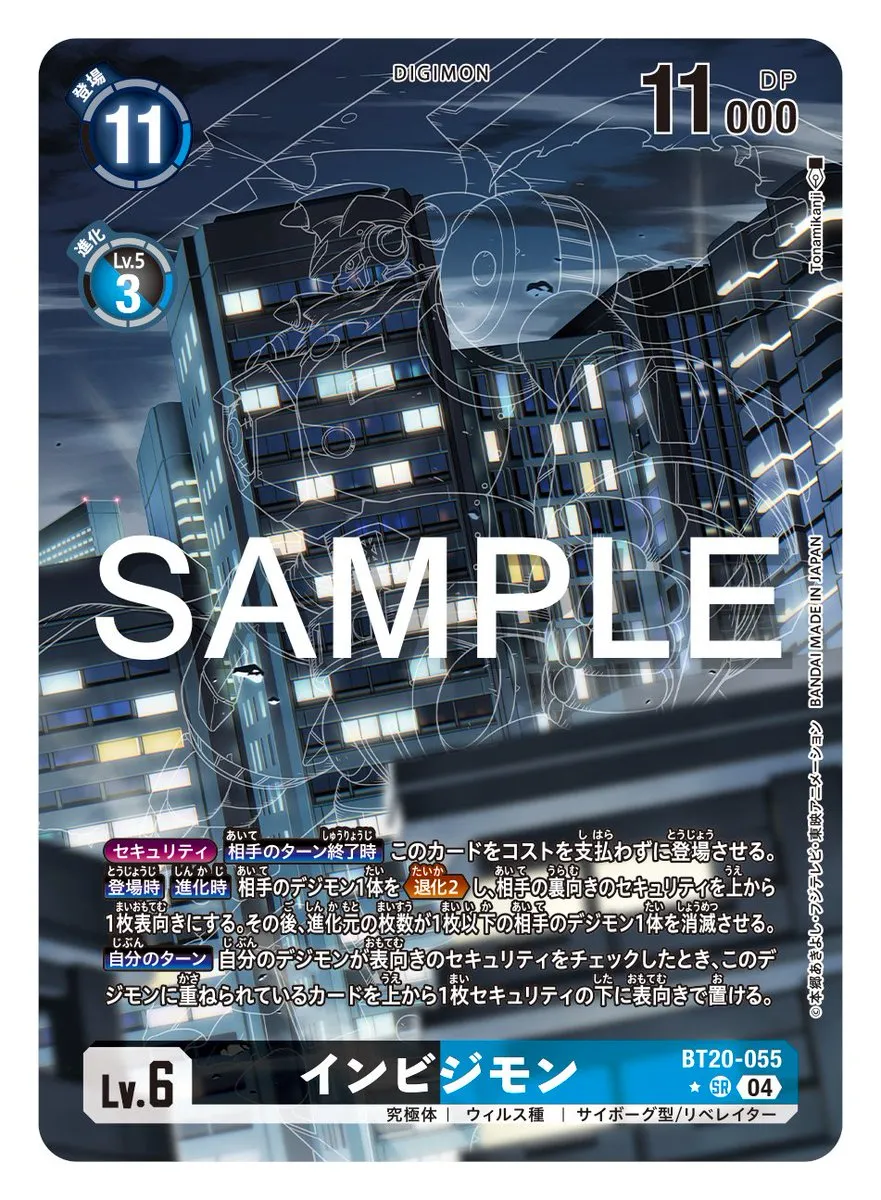 DIGIMON
登場
11
11000
DP
進化
Lv.5
3
Tonamikanji
SAMPLE
BANDAI MADE IN JAPAN
©本郷あきよし・フジテレビ・東映アニメーション
セキュリティ 相手のターン終了時 このカードをコストを支払わずに登場させる。
登場時 進化時 相手のデジモン1体を 退化2 し、相手の裏向きのセキュリティを上から
1枚表向きにする。その後、進化元の枚数が1枚以下の相手のデジモン1体を消滅させる。
自分のターン 自分のデジモンが表向きのセキュリティをチェックしたとき、このデ
ジモンに重ねられているカードを上から1枚セキュリティの下に表向きで置ける。
Lv.6
インビジモン
BT20-055
SR 04
究極体 | ウィルス種 | サイボーグ型/リベレイター